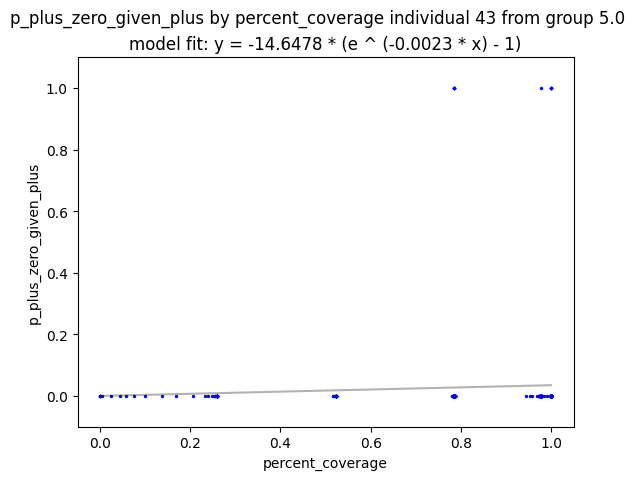 p_plus_zero_given_plus by percent_coverage individual 43 from group 5.0
model fit: y = -14.6478 * (e ^ (-0.0023 * x) - 1)
1.0
0.8
0.6
0.4
0.2
0.0
p_plus_zero_given_plus
0.0 0.2 0.4 0.6 0.8 1.0
percent_coverage